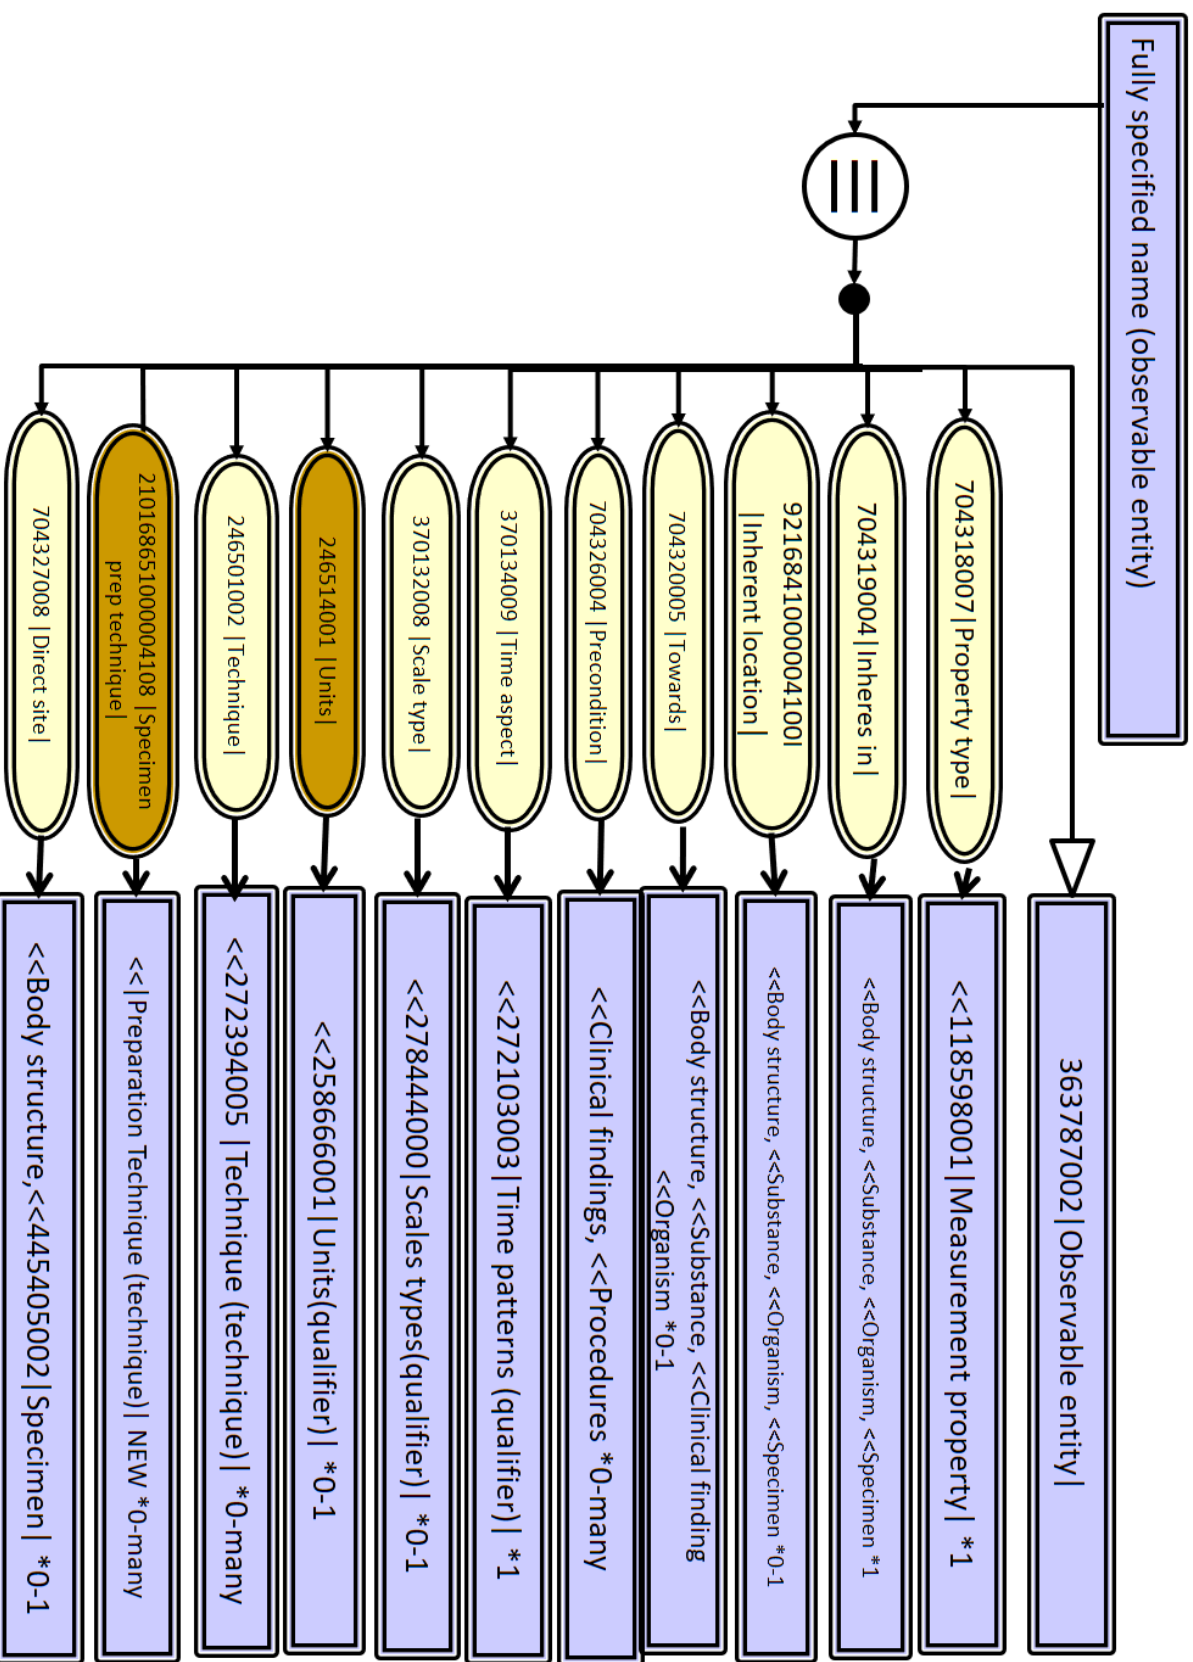 Fully specified name (observable entity)
363787002|Observable entity|
704318007|Property type|
<<118598001|Measurement property| *1
704319004|Inheres in|
<<Body structure, <<Substance, <<Organism, <<Specimen *1
92168410000041001
|Inherent location|
<<Body structure, <<Substance, <<Organism, <<Specimen *0-1
704320005 |Towards|
<<Body structure, <<Substance, <<Clinical finding
<<Organism *0-1
704326004 |Precondition|
<<Clinical findings, <<Procedures *0-many
370134009 |Time aspect|
<<272103003|Time patterns (qualifier)| *1
370132008 |Scale type|
<<278444000|Scales types(qualifier)| *0-1
246514001 |Units|
<<258666001|Units(qualifier)| *0-1
246501002 |Technique|
<<272394005 |Technique (technique)| *0-many
21016865100004108 |Specimen
prep technique|
<<|Preparation Technique (technique)| NEW *0-many
704327008 |Direct site|
<<Body structure,<<445405002|Specimen| *0-1